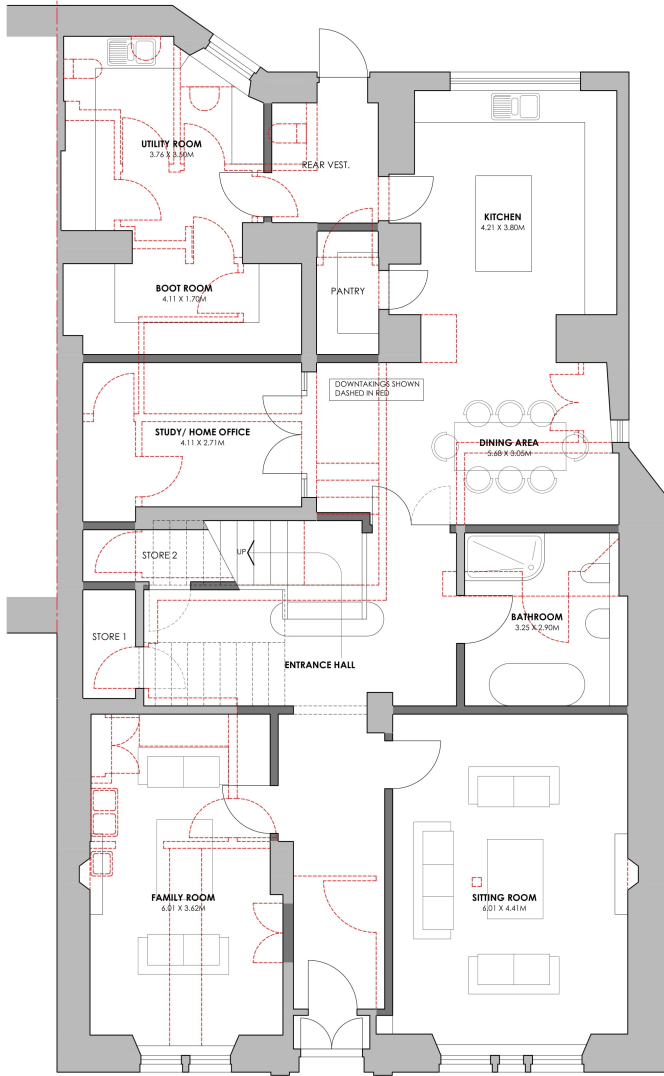 UTILITY ROOM
3.76 X 3.50M
REAR VEST.
KITCHEN
4.21 X 3.80M
BOOT ROOM
4.11 X 1.70M
PANTRY
DOWNTAKINGS SHOWN
DASHED IN RED
STUDY/ HOME OFFICE
4.11 X 2.71M
DINING AREA
5.68 X 3.05M
STORE 2
UP
STORE 1
BATHROOM
3.25 X 2.90M
ENTRANCE HALL
FAMILY ROOM
6.01 X 3.62M
SITTING ROOM
6.01 X 4.41M